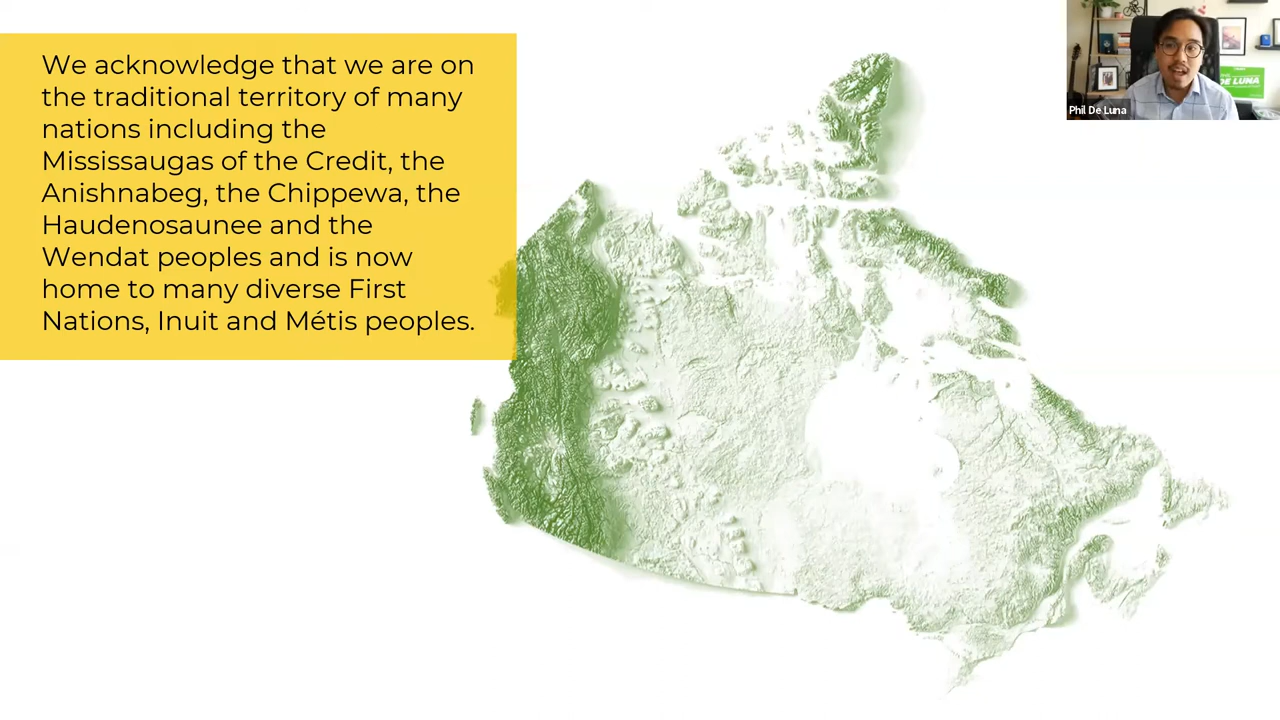 We acknowledge that we are on
the traditional territory of many
nations including the
Mississaugas of the Credit, the
Anishnabeg, the Chippewa, the
Haudenosaunee and the
Wendat peoples and is now
home to many diverse First
Nations, Inuit and Métis peoples.
DE LUNA
Phil De Luna